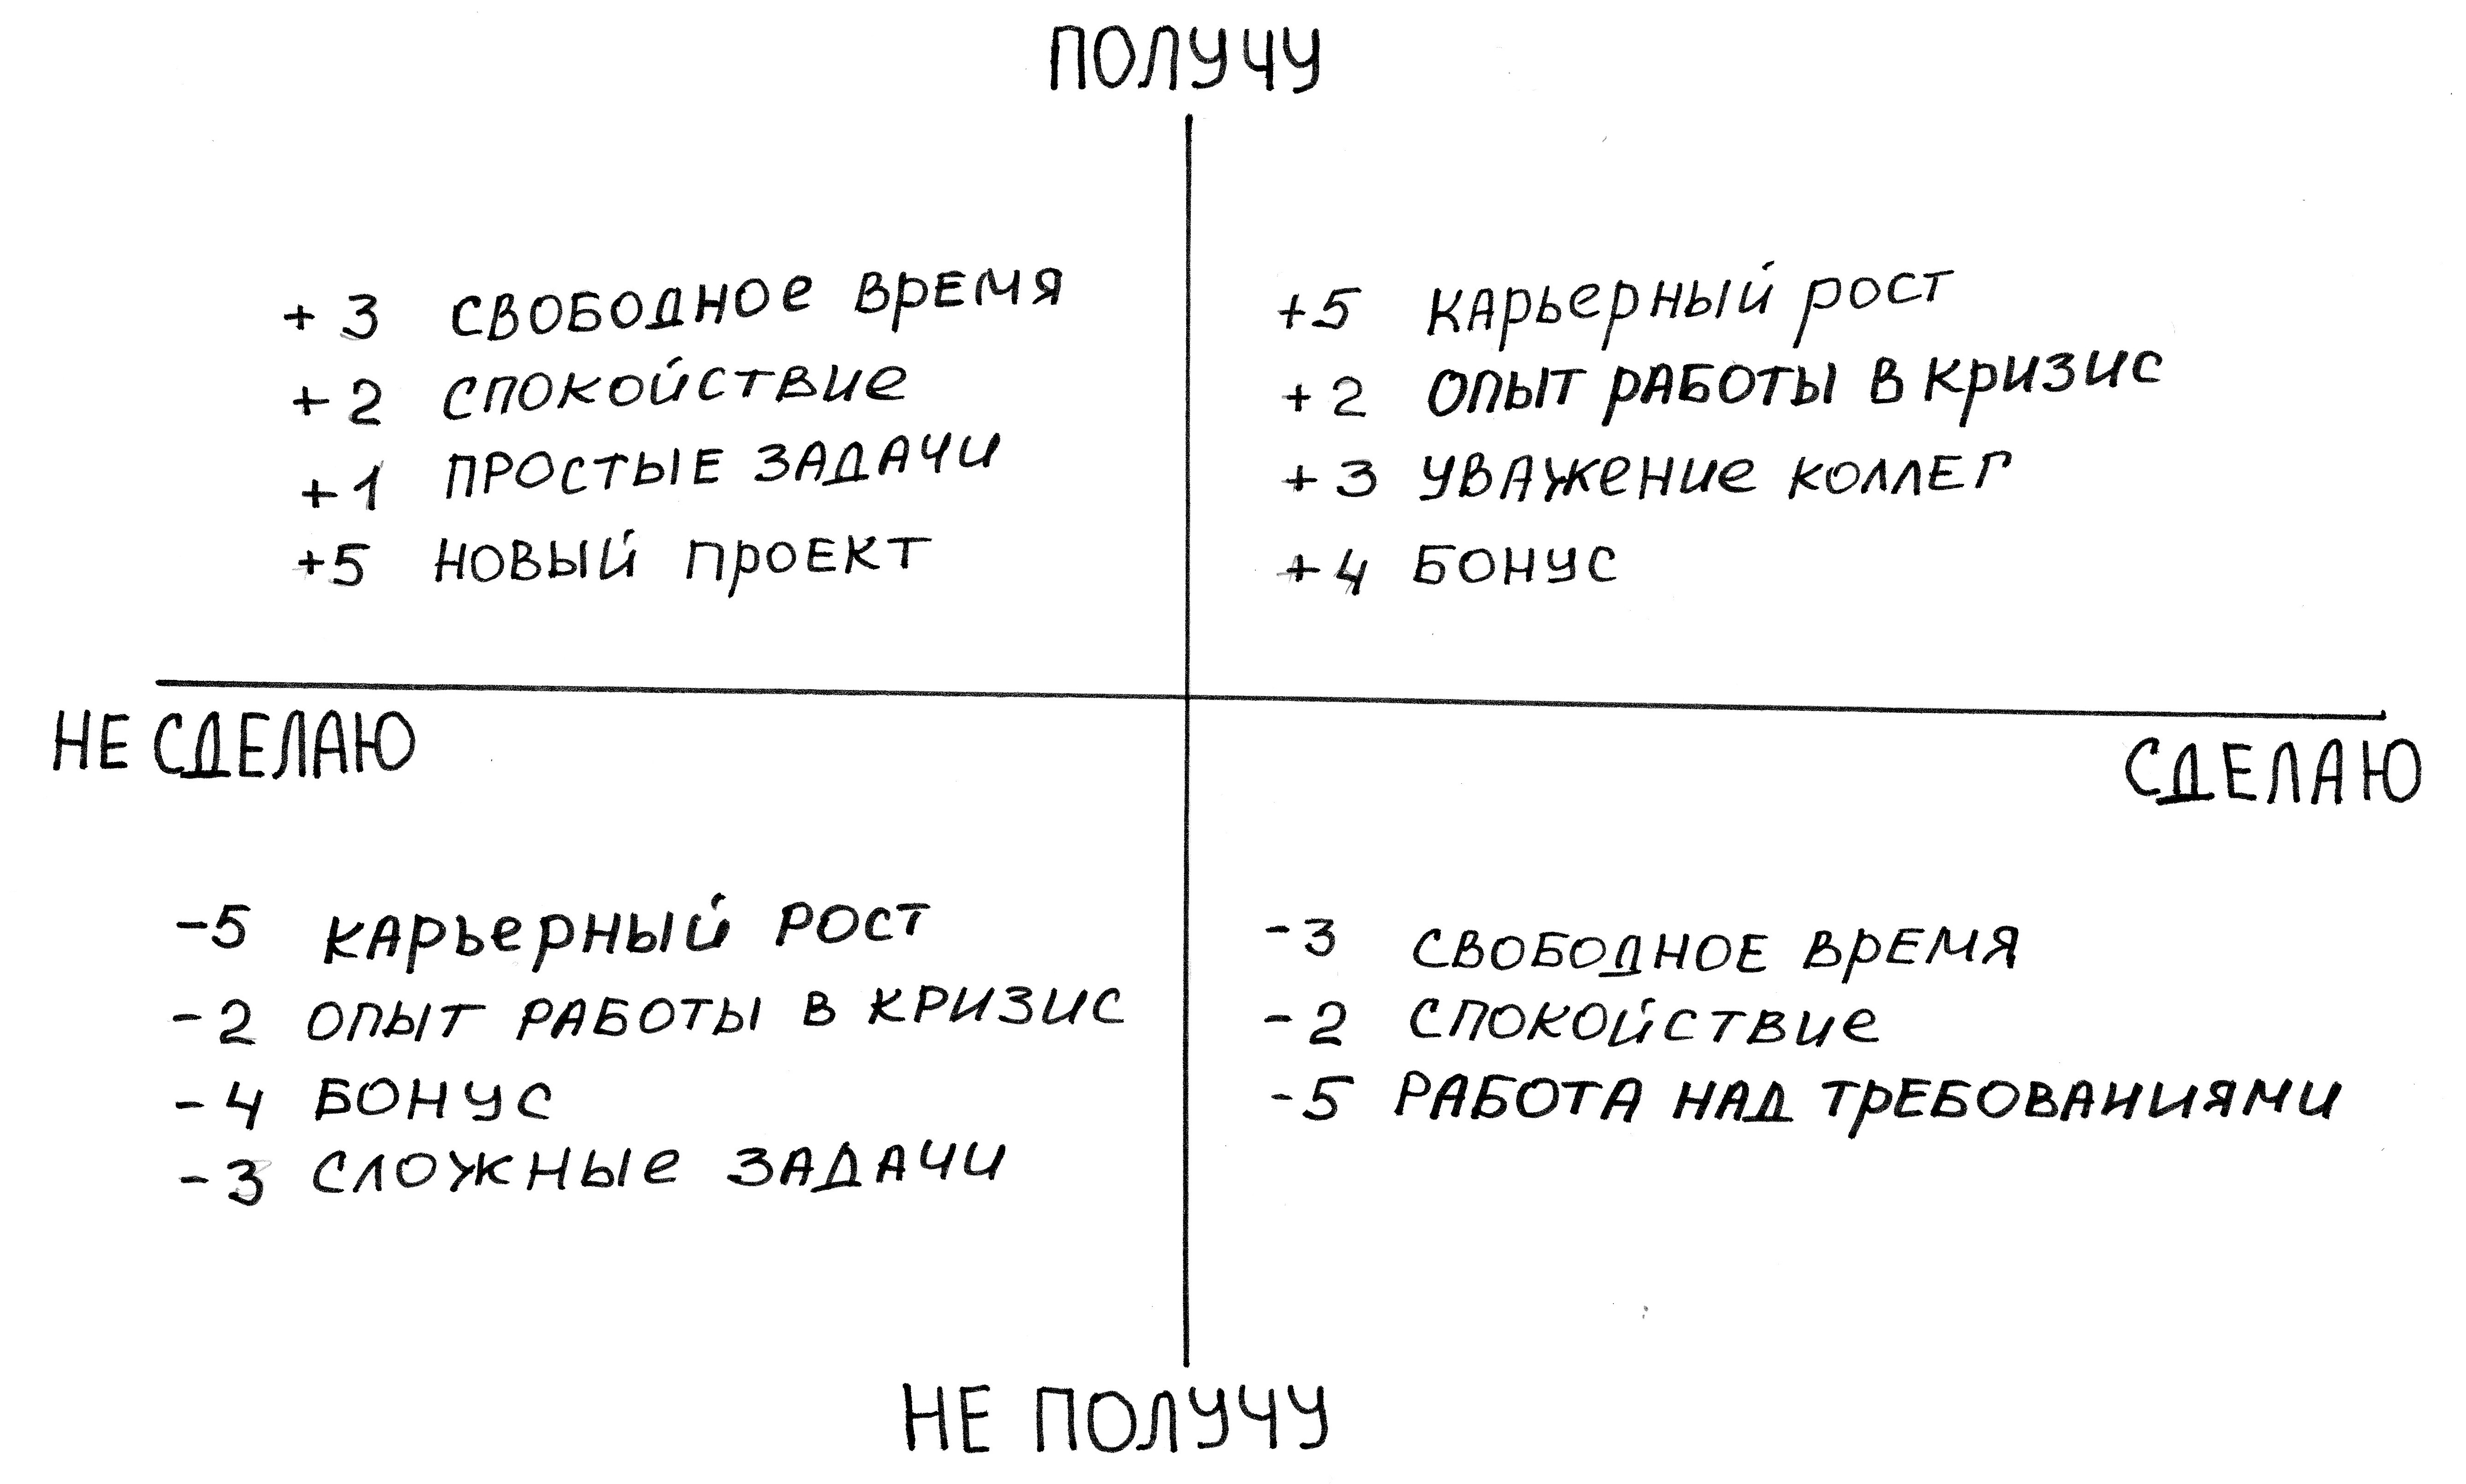 ПОЛУЧУ
+3 СВОБОДНОЕ ВРЕМЯ
+2 СПОКОЙСТВИЕ
+1 ПРОСТЫЕ ЗАДАЧИ
+5 НОВЫЙ ПРОЕКТ
+5 КАРЬЕРНЫЙ РОСТ
+2 ОПЫТ РАБОТЫ В КРИЗИС
+3 УВАЖЕНИЕ КОЛЛЕГ
+4 БОНУС
НЕ СДЕЛАЮ
СДЕЛАЮ
-5 КАРЬЕРНЫЙ РОСТ
-2 ОПЫТ РАБОТЫ В КРИЗИС
-4 БОНУС
-3 СЛОЖНЫЕ ЗАДАЧИ
-3 СВОБОДНОЕ ВРЕМЯ
-2 СПОКОЙСТВИЕ
-5 РАБОТА НАД ТРЕБОВАНИЯМИ
НЕ ПОЛУЧУ